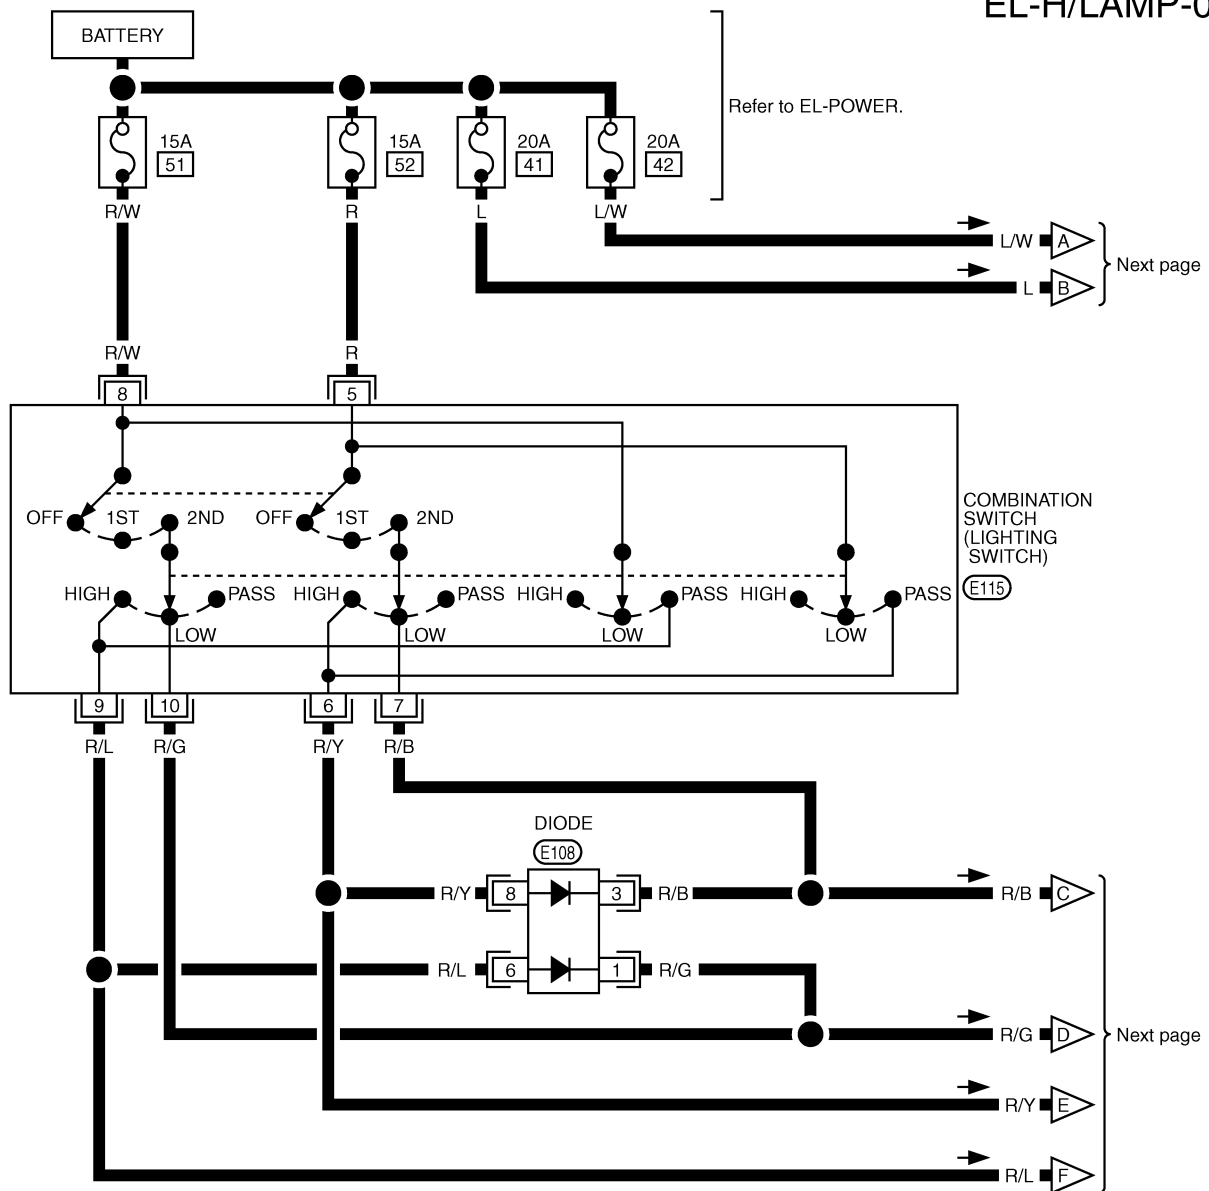 EL-H/LAMP-0
BATTERY
Refer to EL-POWER.
15A
51
15A
52
20A
41
20A
42
R/W
R
L
L/W
L/W
A
L
B
Next page
R/W
R
8
5
OFF
1ST
2ND
OFF
1ST
2ND
COMBINATION
SWITCH
(LIGHTING
SWITCH)
E115
HIGH
PASS
HIGH
PASS
HIGH
PASS
HIGH
PASS
LOW
LOW
LOW
LOW
9
10
6
7
R/L
R/G
R/Y
R/B
DIODE
E108
R/Y
8
3
R/B
R/B
C
R/L
6
1
R/G
R/G
D
Next page
R/Y
E
R/L
F